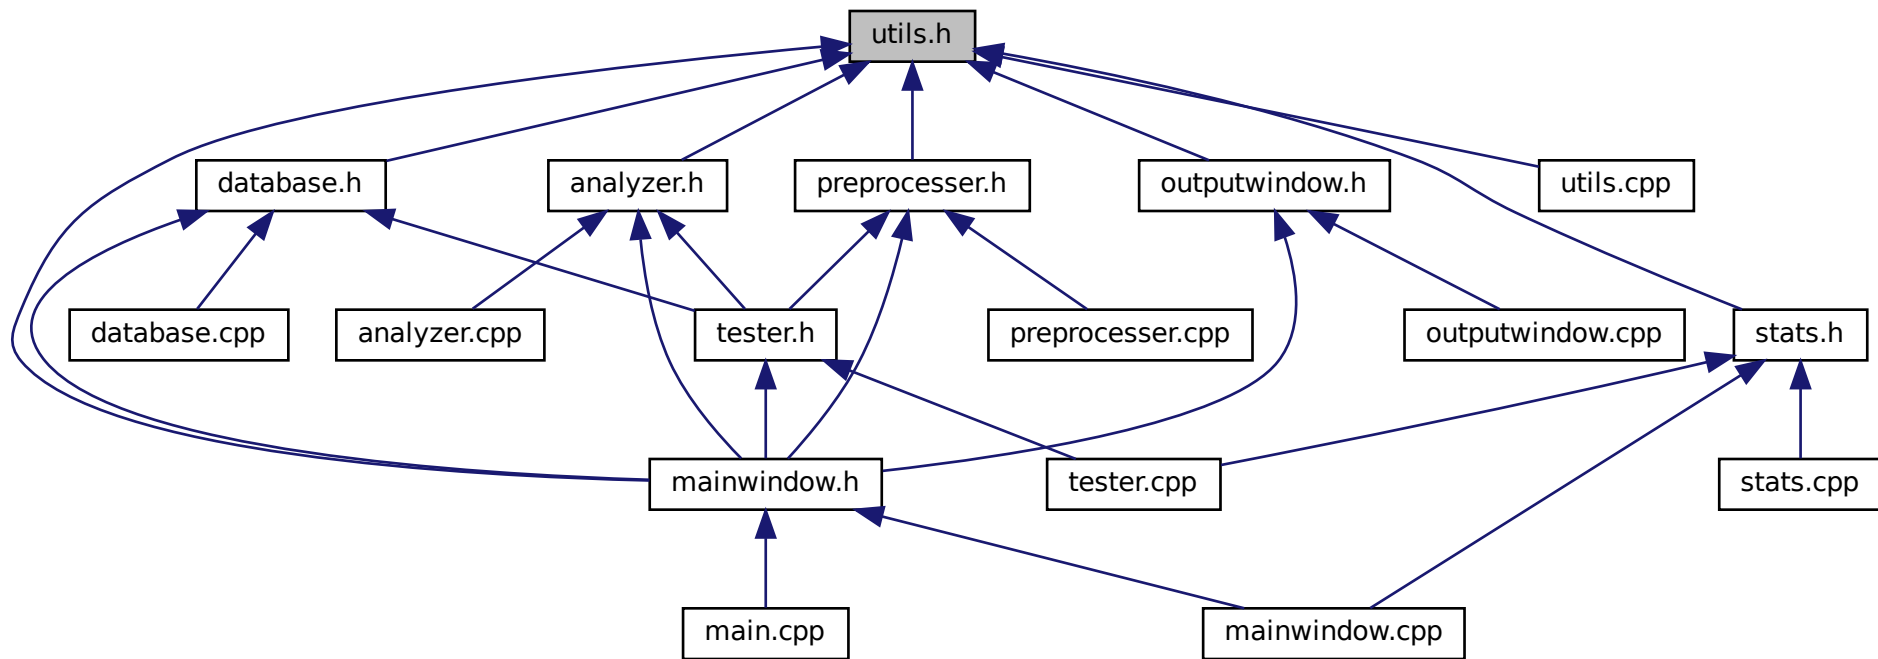 utils.h
database.h
analyzer.h
preprocesser.h
outputwindow.h
utils.cpp
database.cpp
analyzer.cpp
tester.h
preprocesser.cpp
outputwindow.cpp
stats.h
mainwindow.h
tester.cpp
stats.cpp
main.cpp
mainwindow.cpp